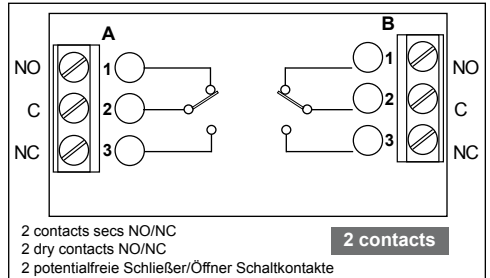 A
B
NO 1
C 2
NC 3
1 NO
2 C
3 NC
2 contacts secs NO/NC
2 dry contacts NO/NC
2 potentialfreie Schließer/Öffner Schaltkontakte
2 contacts